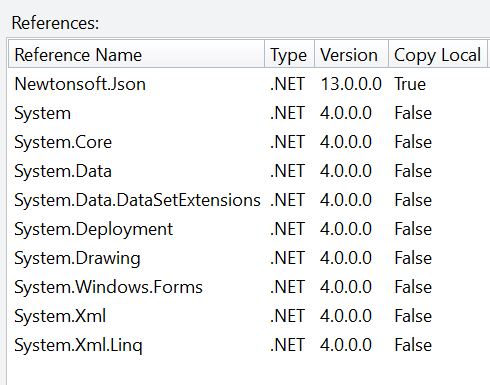 References:
Reference Name Type Version Copy Local
Newtonsoft.Json .NET 13.0.0.0 True
System .NET 4.0.0.0 False
System.Core .NET 4.0.0.0 False
System.Data .NET 4.0.0.0 False
System.Data.DataSetExtensions .NET 4.0.0.0 False
System.Deployment .NET 4.0.0.0 False
System.Drawing .NET 4.0.0.0 False
System.Windows.Forms .NET 4.0.0.0 False
System.Xml .NET 4.0.0.0 False
System.Xml.Linq .NET 4.0.0.0 False